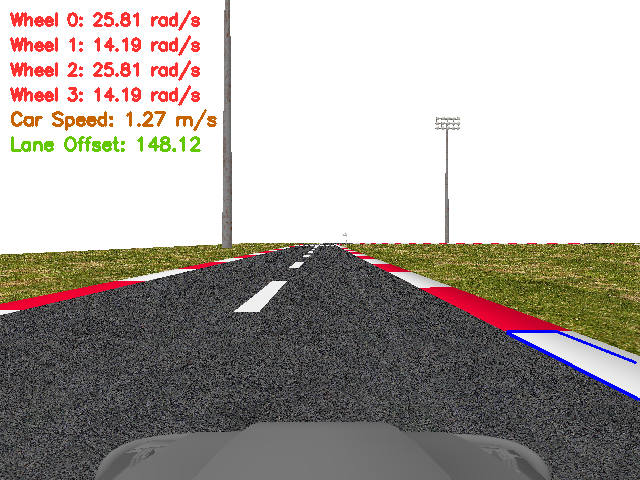 Wheel 0: 25.81 rad/s
Wheel 1: 14.19 rad/s
Wheel 2: 25.81 rad/s
Wheel 3: 14.19 rad/s
Car Speed: 1.27 m/s
Lane Offset: 148.12